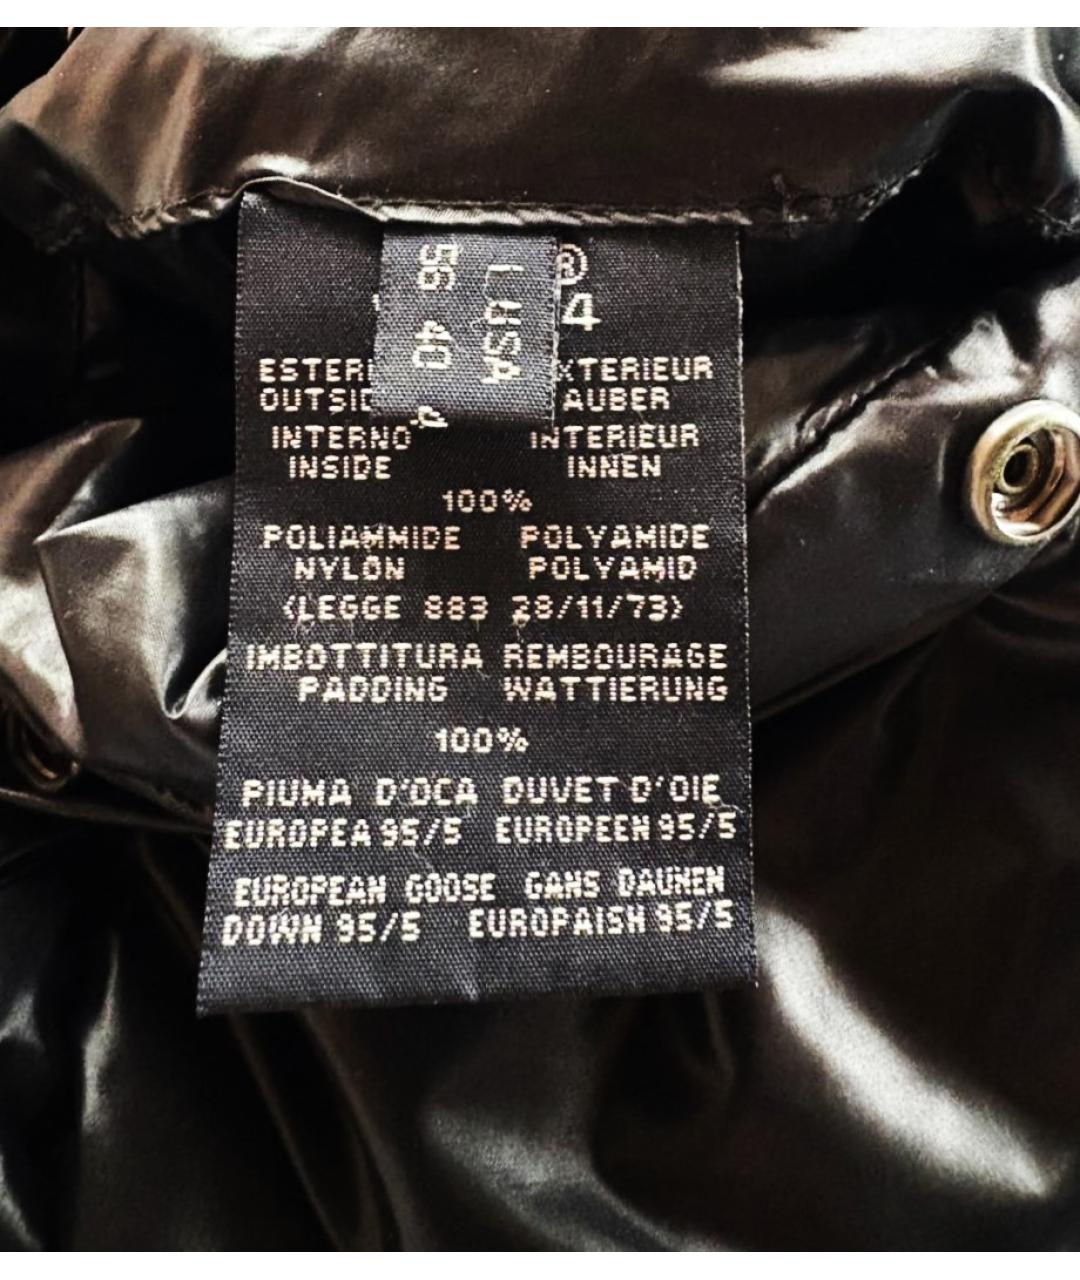 ®
4
56 40 4
I USA
ESTER XTERIEUR
OUTSID AUBER
INTERNO INTERIEUR
INSIDE INNEN
100%
POLIAMMIDE POLYAMIDE
NYLON POLYAMID
(LEGGE 883 28/11/73)
IMBOTTITURA REMBOURAGE
PADDING WATTIERUNG
100%
PIUMA D'OCA DUVET D'OIE
EUROPEA 95/5 EUROPEEN 95/5
EUROPEAN GOOSE GANS DAUNEN
DOWN 95/5 EUROPAISH 95/5